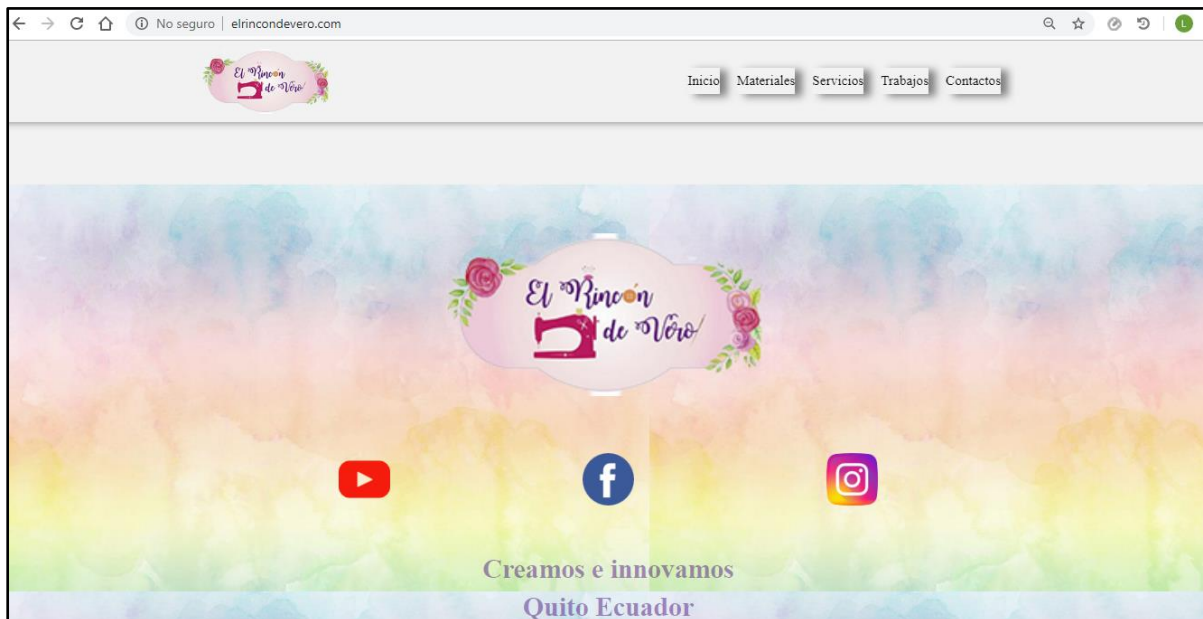 No seguro | elrincondevero.com
L
El Rincón
de Vero
Inicio Materiales Servicios Trabajos Contactos
El Rincón
de Vero
Creamos e innovamos
Quito Ecuador